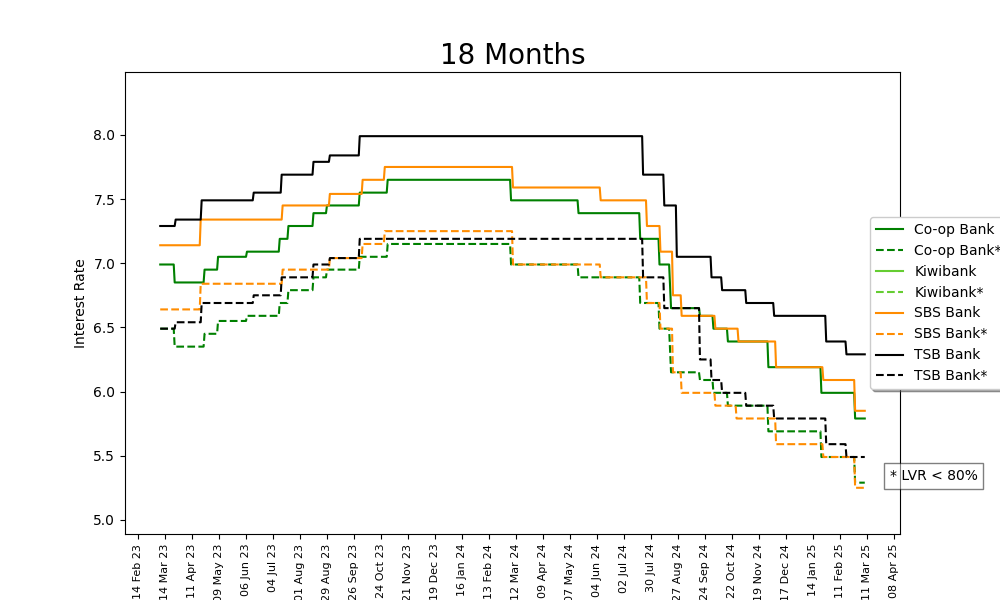 18 Months
Interest Rate
8.0
7.5
7.0
6.5
6.0
5.5
5.0
14 Feb 23
14 Mar 23
11 Apr 23
09 May 23
06 Jun 23
04 Jul 23
01 Aug 23
29 Aug 23
26 Sep 23
24 Oct 23
21 Nov 23
19 Dec 23
16 Jan 24
13 Feb 24
12 Mar 24
09 Apr 24
07 May 24
04 Jun 24
02 Jul 24
30 Jul 24
27 Aug 24
24 Sep 24
22 Oct 24
19 Nov 24
17 Dec 24
14 Jan 25
11 Feb 25
11 Mar 25
08 Apr 25
Co-op Bank
Co-op Bank*
Kiwibank
Kiwibank*
SBS Bank
SBS Bank*
TSB Bank
TSB Bank*
* LVR < 80%